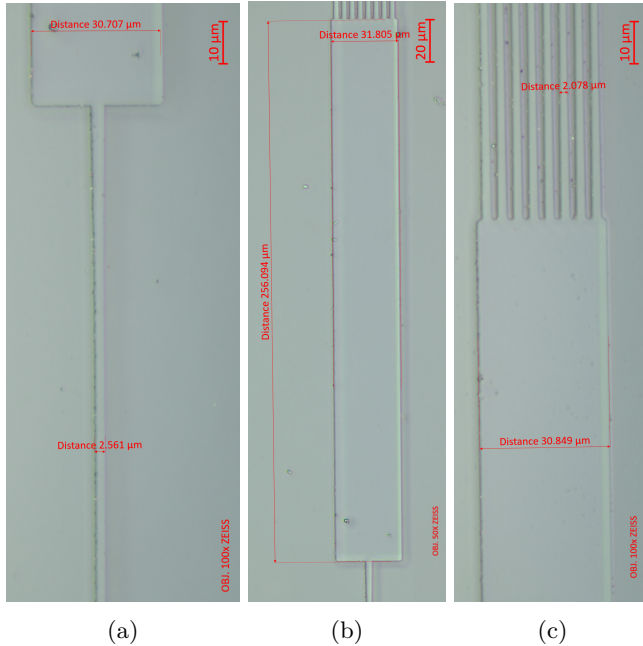 Distance 30.707 µm
10 µm
Distance 2.561 µm
OBJ. 100x ZEISS
(a)
Distance 31.805 µm
20 µm
Distance 256.094 µm
OBJ. 50X ZEISS
(b)
Distance 2.078 µm
10 µm
Distance 30.849 µm
OBJ. 100x ZEISS
(c)